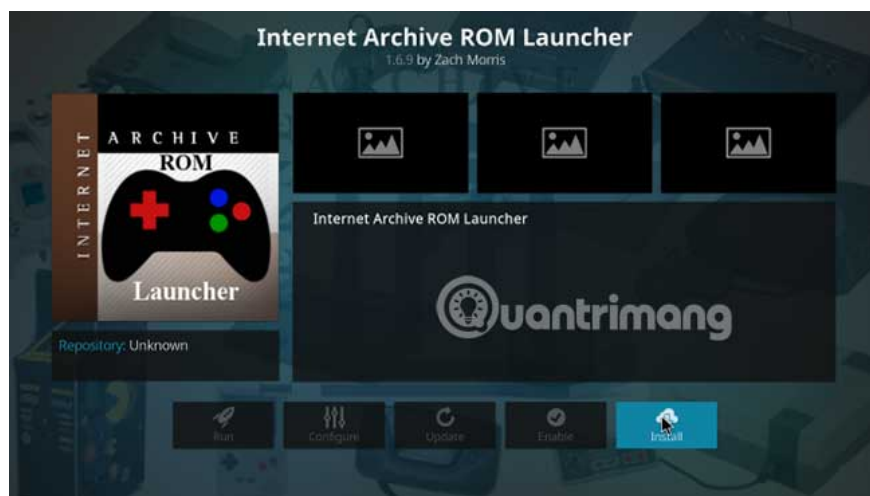 Internet Archive ROM Launcher
1.6.9 by Zach Morris
INTERNET
ARCHIVE
ROM
Launcher
Internet Archive ROM Launcher
Quantrimang
Repository: Unknown
Run
Configure
Update
Enable
Install